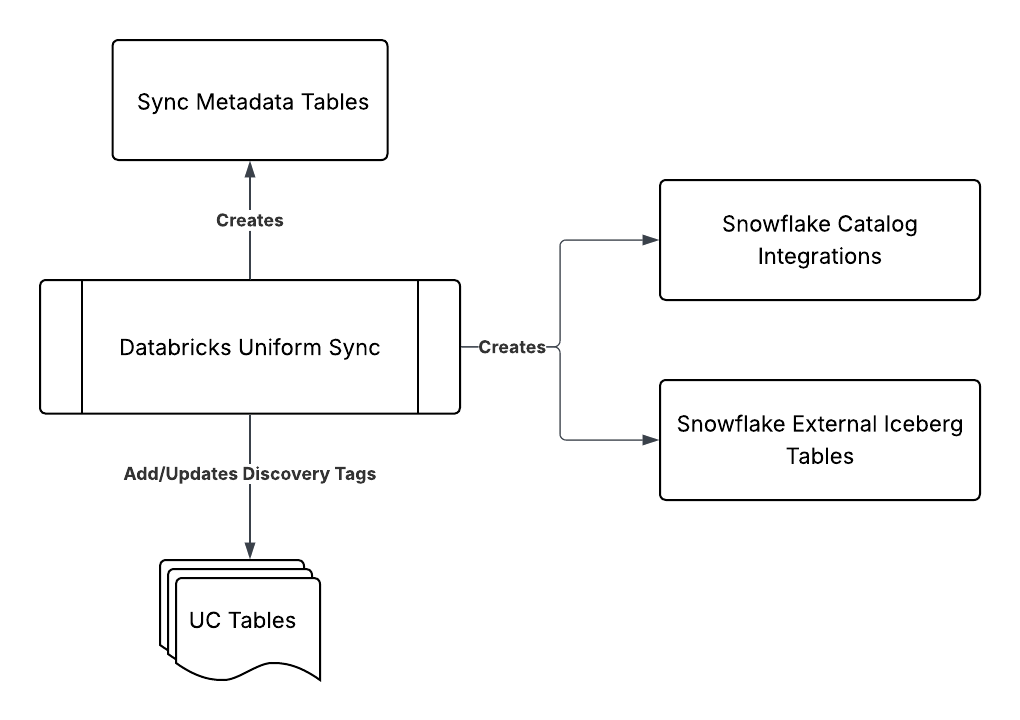 Sync Metadata Tables
Creates
Snowflake Catalog
Integrations
Databricks Uniform Sync
Creates
Snowflake External Iceberg
Tables
Add/Updates Discovery Tags
UC Tables